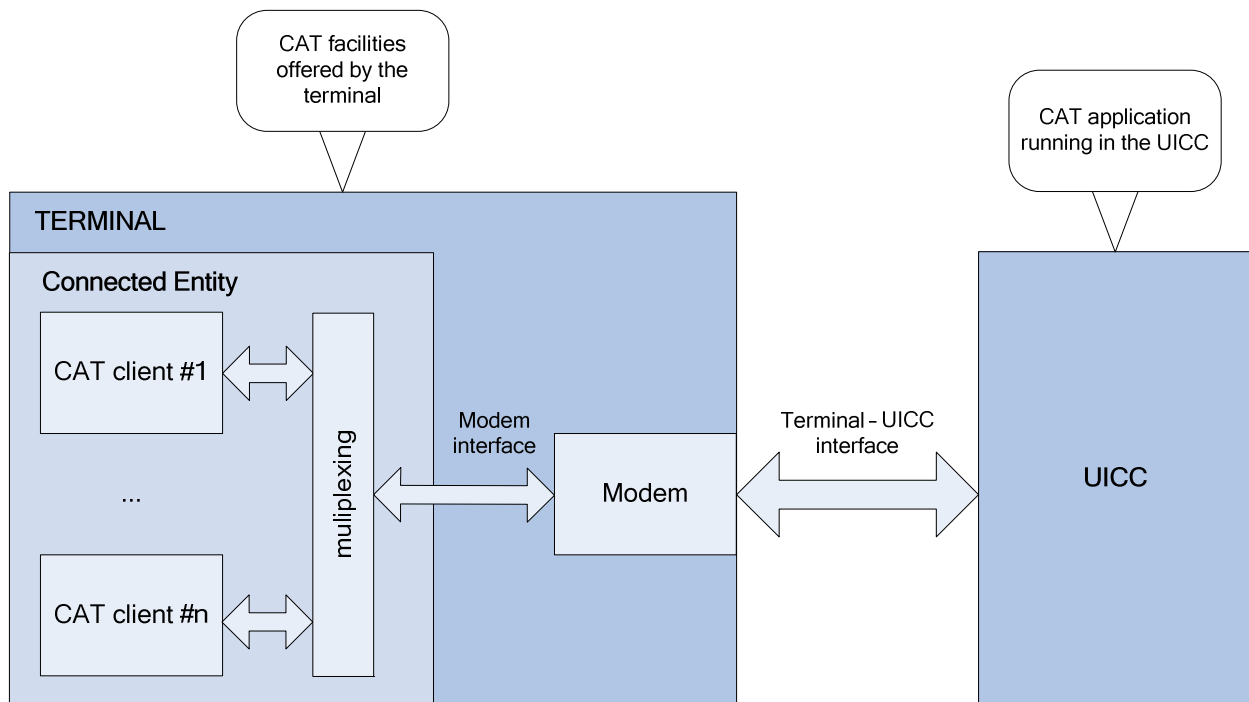 CAT facilities
offered by the
terminal
CAT application
running in the UICC
TERMINAL
Connected Entity
CAT client #1
...
CAT client #n
muliplexing
Modem
interface
Modem
Terminal - UICC
interface
UICC